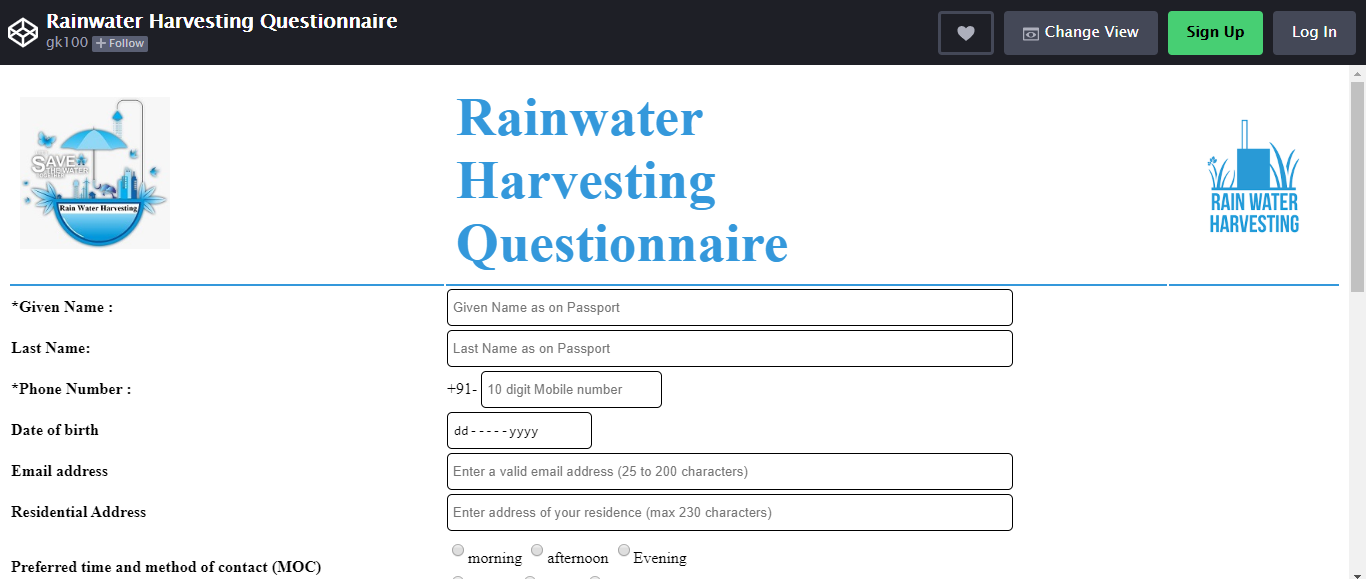 Rainwater Harvesting Questionnaire
gk100 + Follow
Change View
Sign Up
Log In
SAVE
THE WATER
Rain Water Harvesting
Rainwater
Harvesting
Questionnaire
RAIN WATER
HARVESTING
*Given Name :
Given Name as on Passport
Last Name:
Last Name as on Passport
*Phone Number :
+91- 10 digit Mobile number
Date of birth
dd-----yyyy
Email address
Enter a valid email address (25 to 200 characters)
Residential Address
Enter address of your residence (max 230 characters)
Preferred time and method of contact (MOC)
morning afternoon Evening